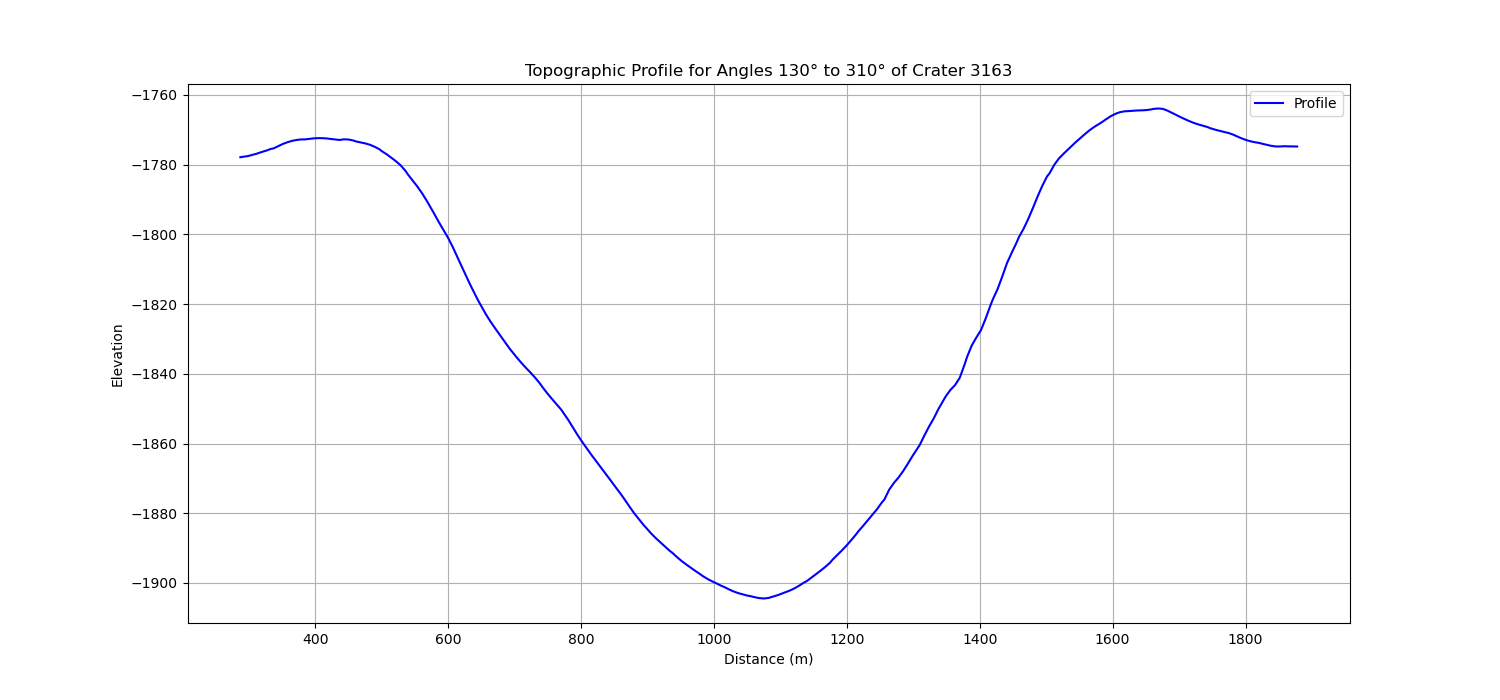 Topographic Profile for Angles 130° to 310° of Crater 3163
Profile
−1760
−1780
−1800
−1820
−1840
−1860
−1880
−1900
Elevation
400 600 800 1000 1200 1400 1600 1800
Distance (m)